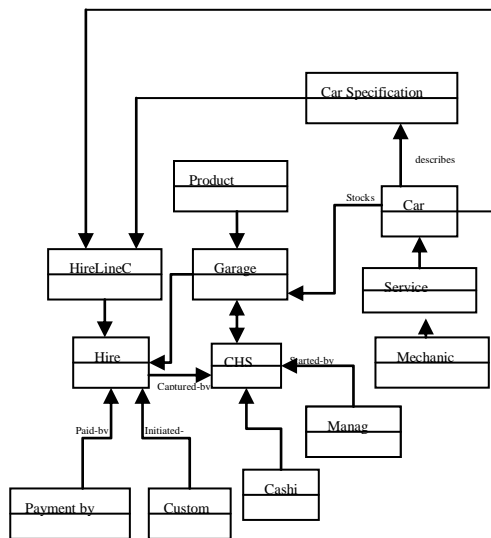 Car Specification
describes
Product
Stocks
Car
HireLineC
Garage
Service
Hire
CHS
Started-by
Mechanic
Captured-by
Manag
Paid-by
Initiated-
Cashi
Payment by
Custom